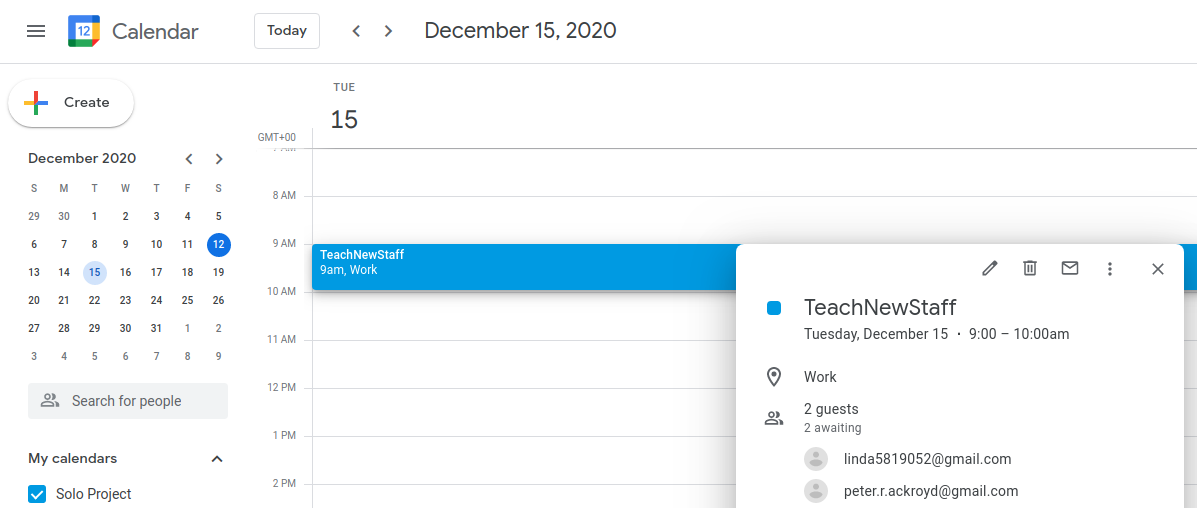 12 Calendar Today December 15, 2020
Create
TUE
15
GMT+00
December 2020
S M T W T F S
29 30 1 2 3 4 5
6 7 8 9 10 11 12
13 14 15 16 17 18 19
20 21 22 23 24 25 26
27 28 29 30 31 1 2
3 4 5 6 7 8 9
Search for people
My calendars
Solo Project
8 AM
9 AM
10 AM
11 AM
12 PM
1 PM
2 PM
TeachNewStaff
9am, Work
TeachNewStaff
Tuesday, December 15 · 9:00 – 10:00am
Work
2 guests
2 awaiting
linda5819052@gmail.com
peter.r.ackroyd@gmail.com